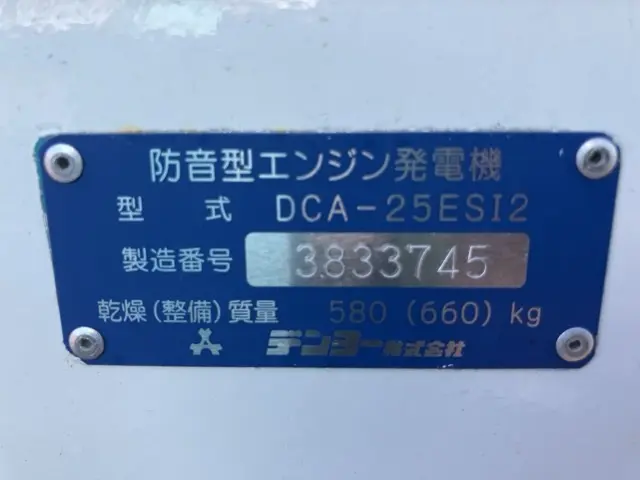 防音型エンジン発電機
型 式 DCA-25ESI2
製造番号 3833745
乾燥(整備)質量 580 (660) kg
デンヨー株式会社